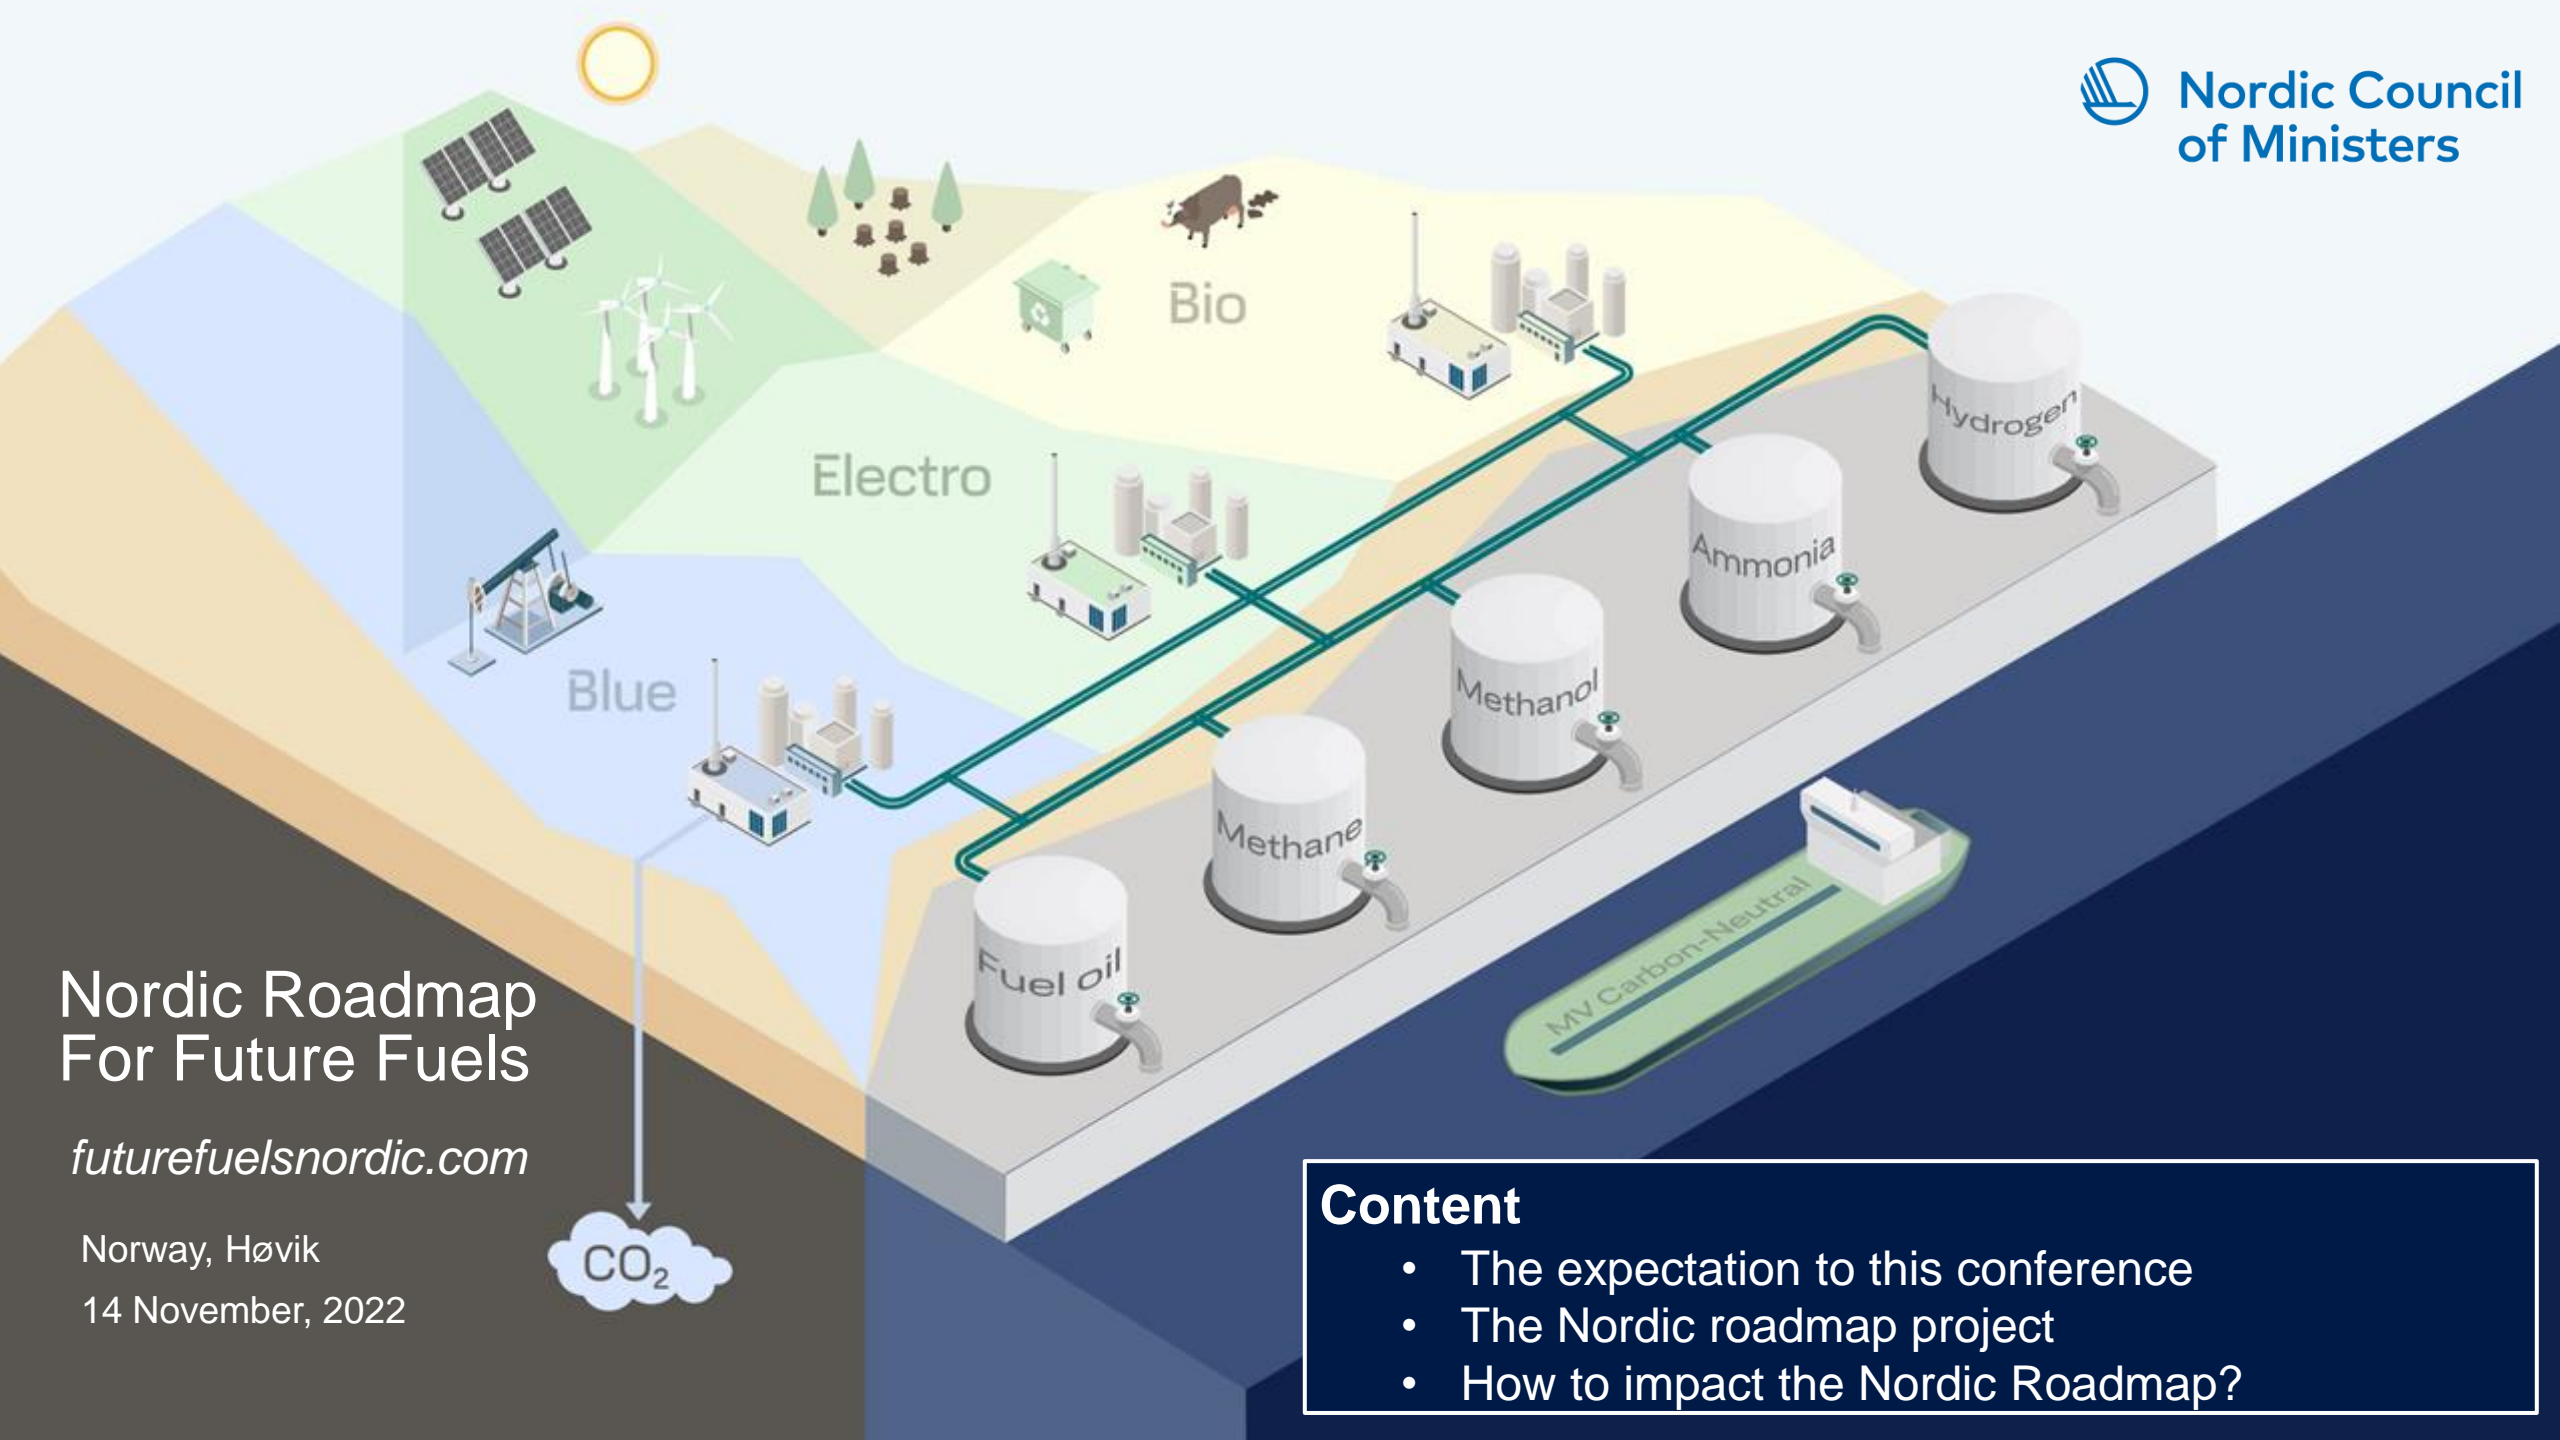 Nordic Council
of Ministers
Bio
Electro
Blue
Hydrogen
Ammonia
Methanol
Methane
Fuel oil
MV Carbon-Neutral
CO₂
Nordic Roadmap
For Future Fuels
futurefuelsnordic.com
Norway, Høvik
14 November, 2022
Content
• The expectation to this conference
• The Nordic roadmap project
• How to impact the Nordic Roadmap?